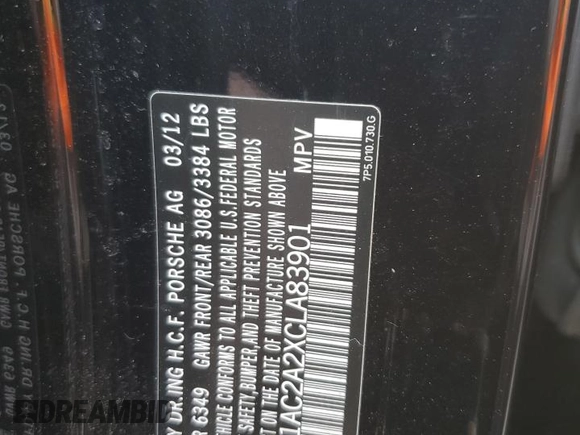 Y DR.ING H.C.F. PORSCHE AG 03/12
R 6349 GAWR FRONT/REAR 3086/3384 LBS
VEHICLE CONFORMS TO ALL APPLICABLE U.S.FEDERAL MOTOR
SAFETY,BUMPER,AND THEFT PREVENTION STANDARDS
T ON THE DATE OF MANUFACTURE SHOWN ABOVE
1AC2A2XCLA83901 MPV
7P5.010.730.G
DREAMBID